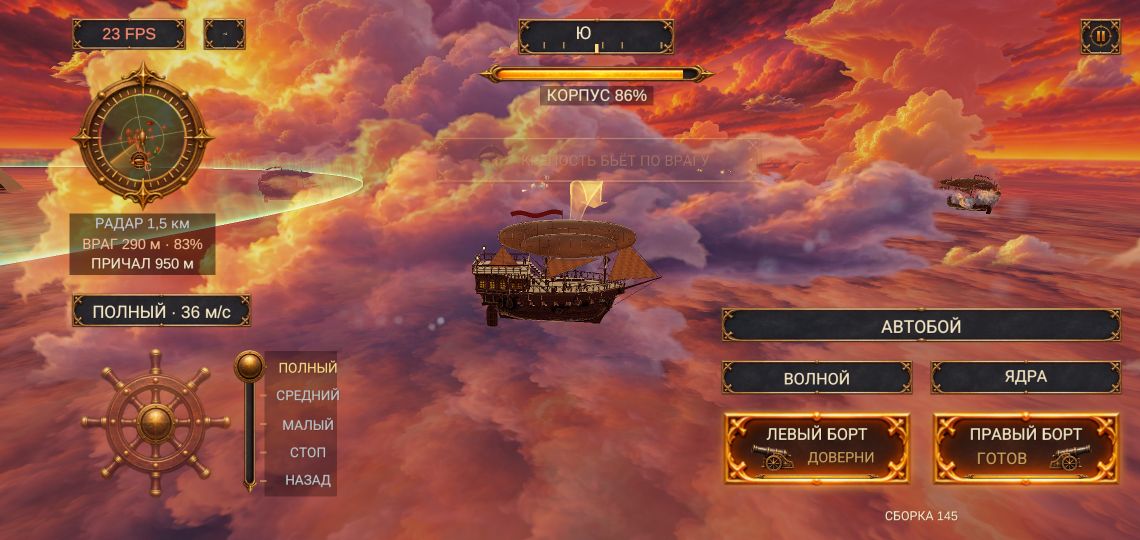 23 FPS
Ю
КОРПУС 86%
КРЕПОСТЬ БЬЁТ ПО ВРАГУ
РАДАР 1,5 км
ВРАГ 290 м · 83%
ПРИЧАЛ 950 м
ПОЛНЫЙ · 36 м/с
ПОЛНЫЙ
СРЕДНИЙ
МАЛЫЙ
СТОП
НАЗАД
АВТОБОЙ
ВОЛНОЙ
ЯДРА
ЛЕВЫЙ БОРТ
ДОВЕРНИ
ПРАВЫЙ БОРТ
ГОТОВ
СБОРКА 145